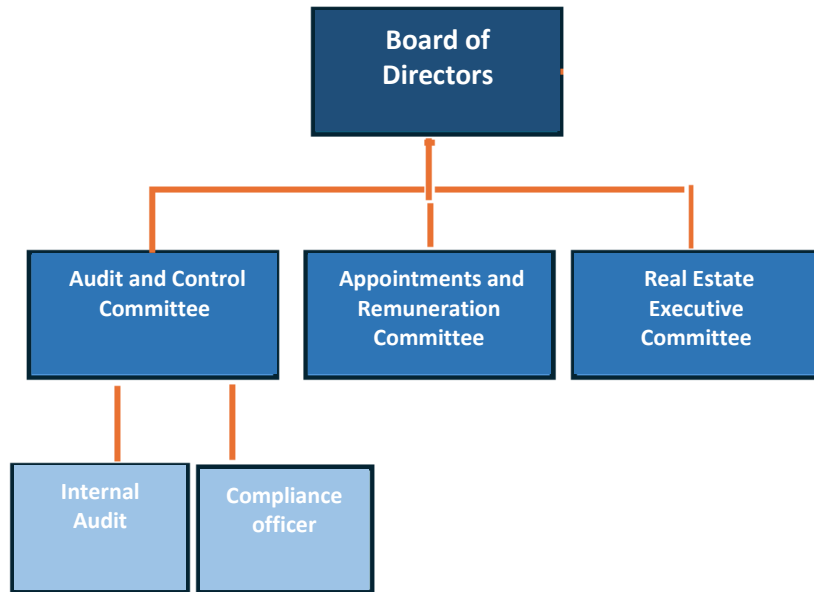 Board of
Directors
Audit and Control
Committee
Appointments and
Remuneration
Committee
Real Estate
Executive
Committee
Internal
Audit
Compliance
officer